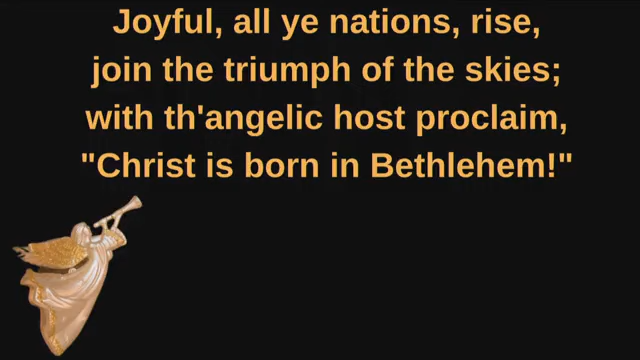 Joyful, all ye nations, rise,
join the triumph of the skies;
with th'angelic host proclaim,
"Christ is born in Bethlehem!"